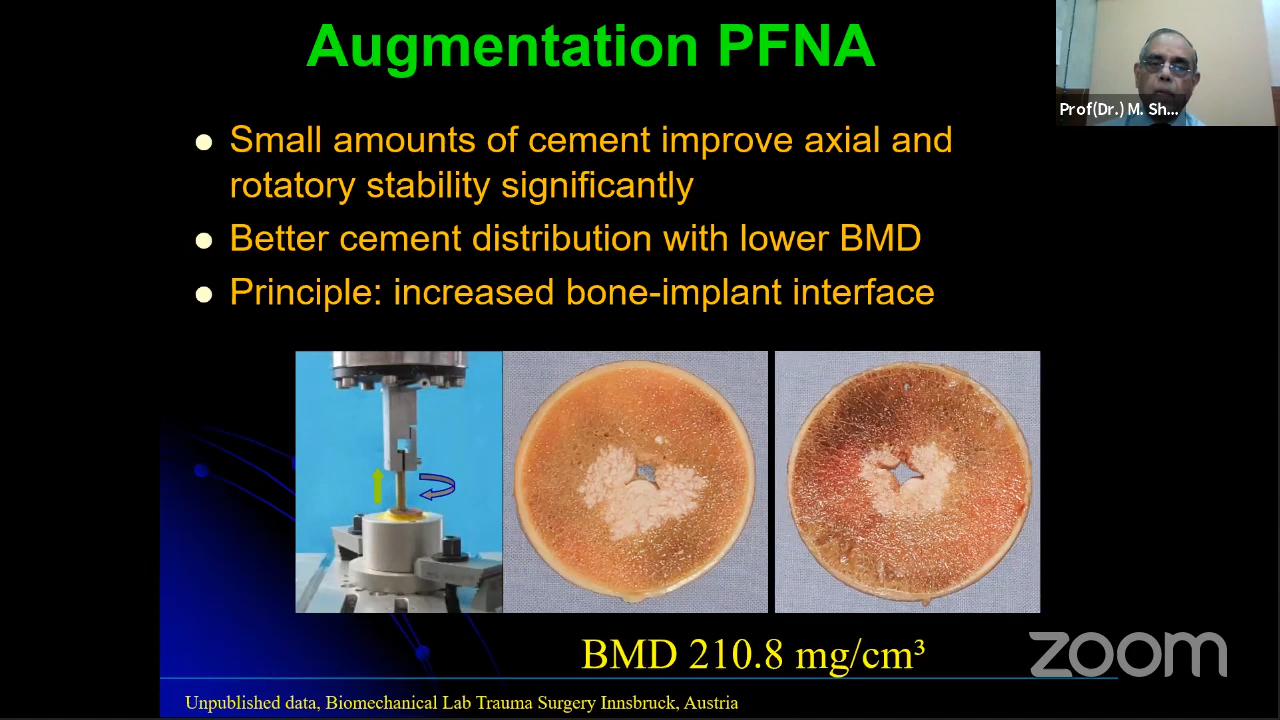 Augmentation PFNA
Prof(Dr.) M. Sh...
Small amounts of cement improve axial and
rotatory stability significantly
Better cement distribution with lower BMD
Principle: increased bone-implant interface
BMD 210.8 mg/cm³
zoom
Unpublished data, Biomechanical Lab Trauma Surgery Innsbruck, Austria